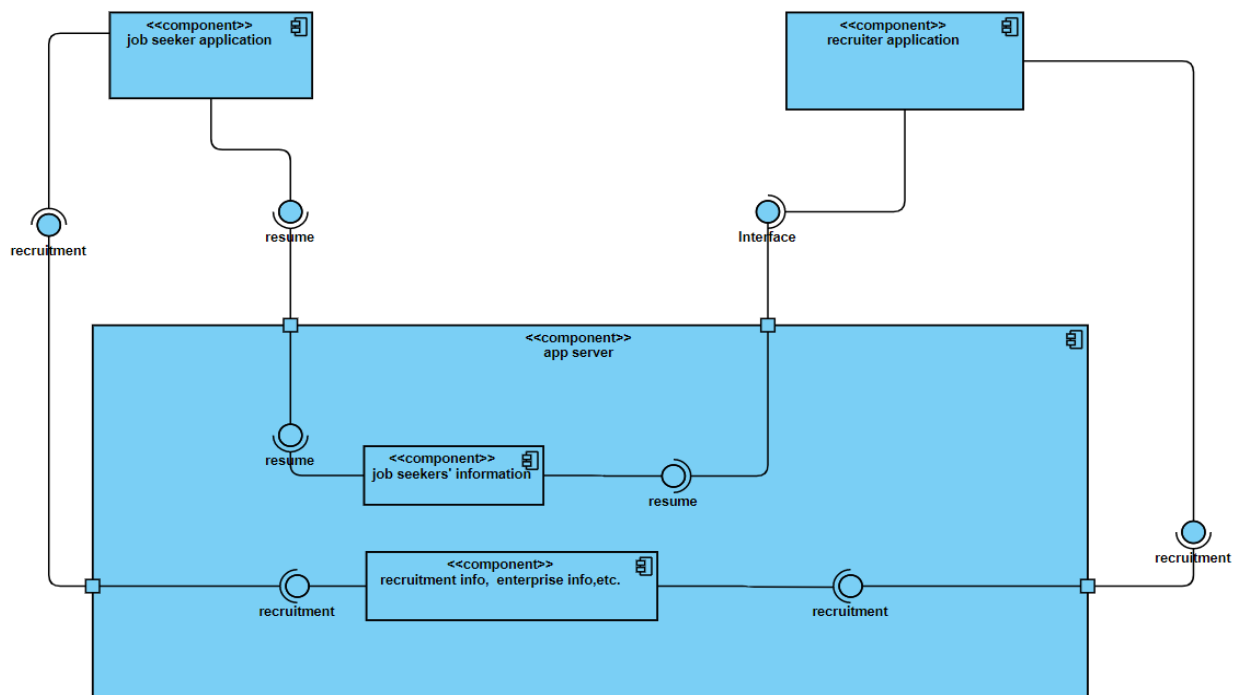 <<component>>
job seeker application
<<component>>
recruiter application
recruitment
resume
Interface
<<component>>
app server
resume
<<component>>
job seekers' information
resume
<<component>>
recruitment info,  enterprise info,etc.
recruitment
recruitment
recruitment